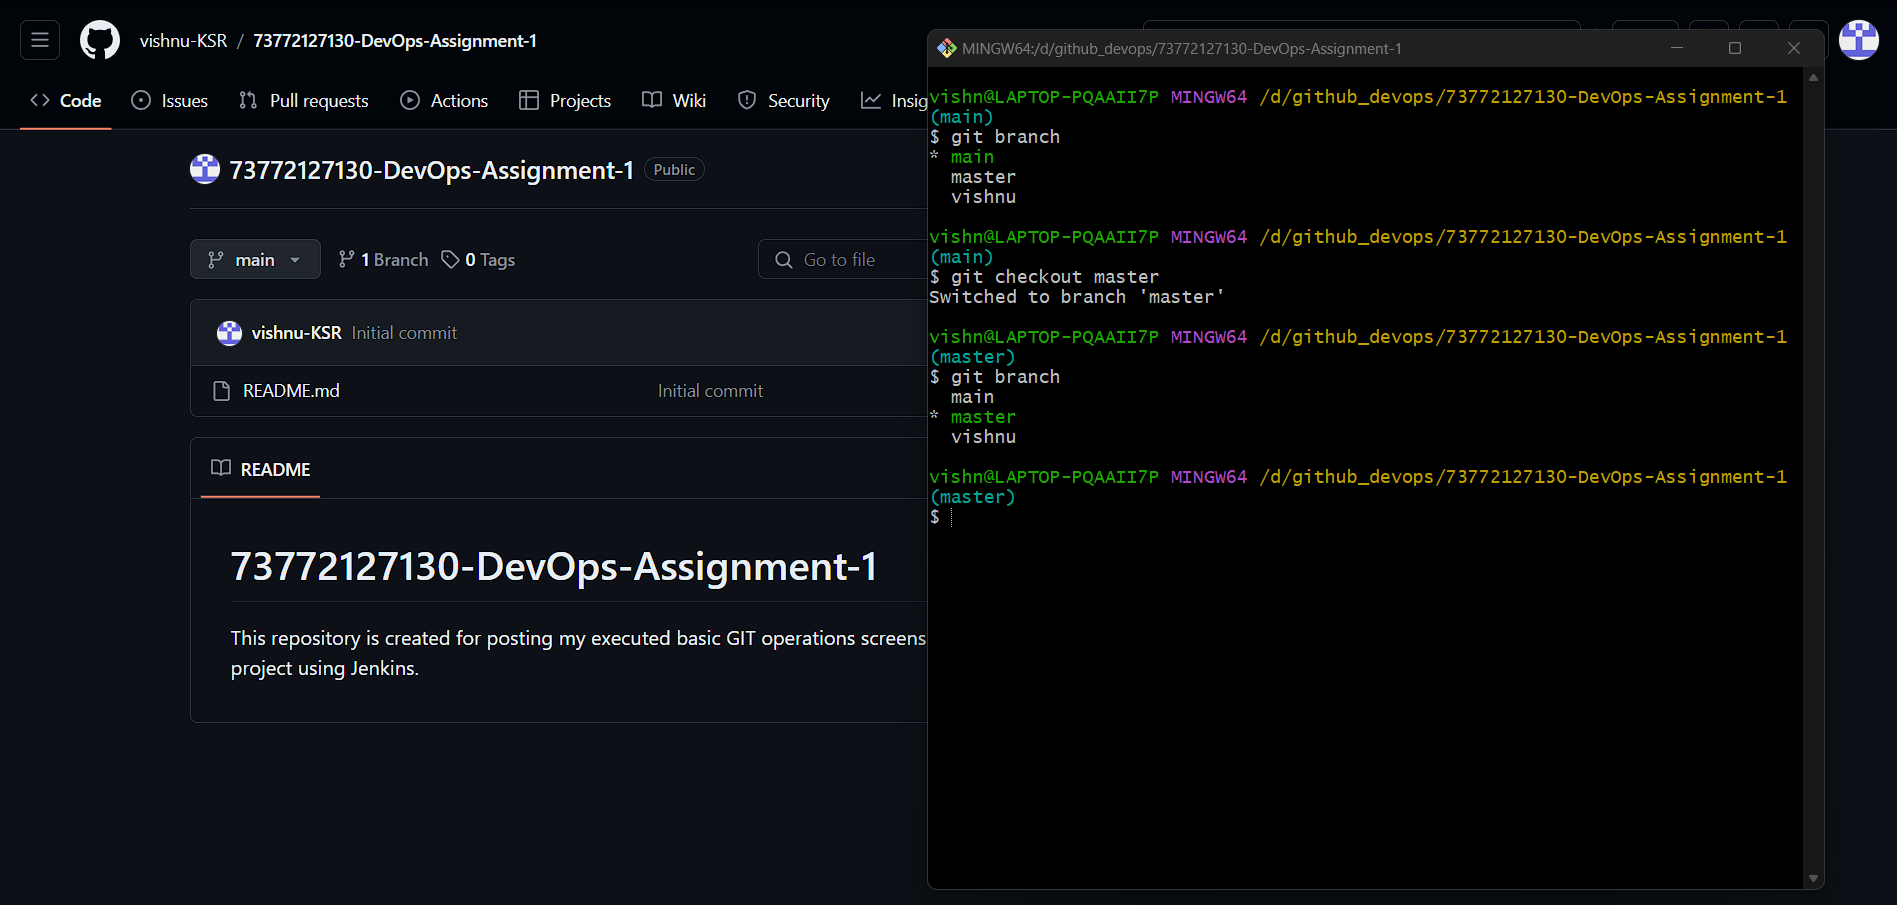 vishnu-KSR / 73772127130-DevOps-Assignment-1
Code Issues Pull requests Actions Projects Wiki Security Insig
73772127130-DevOps-Assignment-1 Public
main 1 Branch 0 Tags Go to file
vishnu-KSR Initial commit
README.md Initial commit
README
73772127130-DevOps-Assignment-1
This repository is created for posting my executed basic GIT operations screens
project using Jenkins.
MINGW64:/d/github_devops/73772127130-DevOps-Assignment-1
vishn@LAPTOP-PQAAII7P MINGW64 /d/github_devops/73772127130-DevOps-Assignment-1
(main)
$ git branch
* main
master
vishnu
vishn@LAPTOP-PQAAII7P MINGW64 /d/github_devops/73772127130-DevOps-Assignment-1
(main)
$ git checkout master
Switched to branch 'master'
vishn@LAPTOP-PQAAII7P MINGW64 /d/github_devops/73772127130-DevOps-Assignment-1
(master)
$ git branch
main
* master
vishnu
vishn@LAPTOP-PQAAII7P MINGW64 /d/github_devops/73772127130-DevOps-Assignment-1
(master)
$